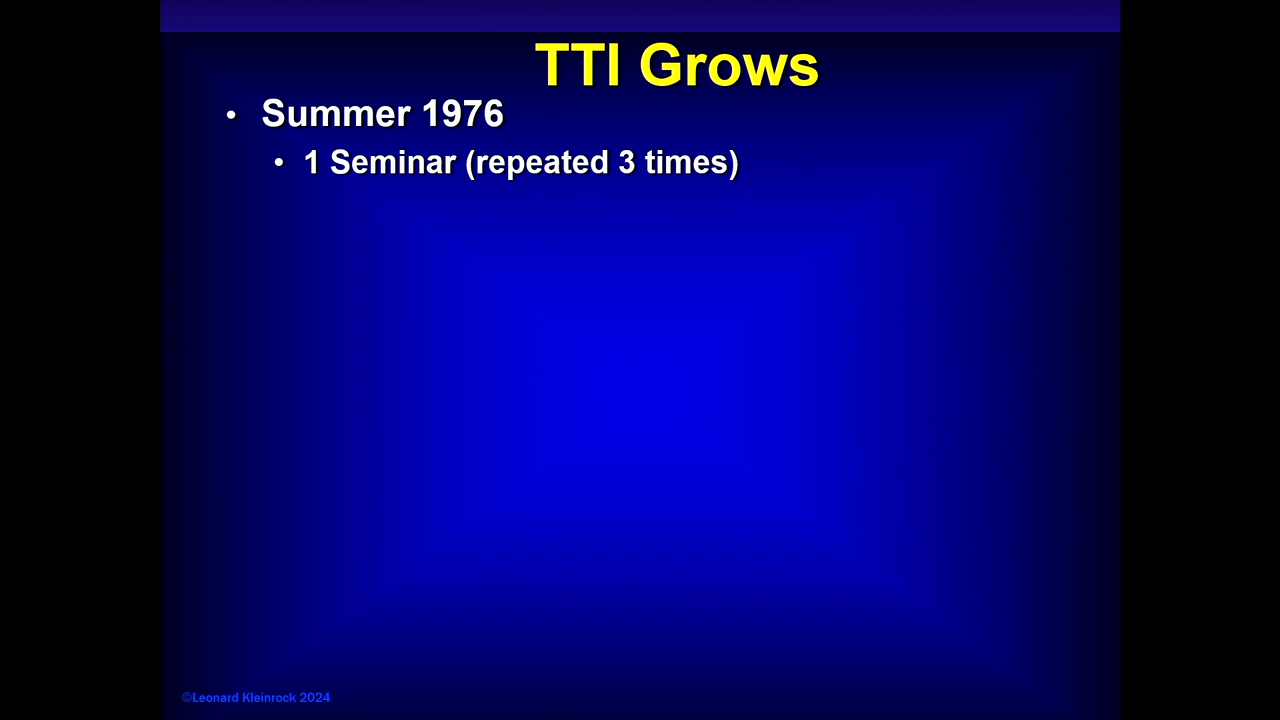 TTI Grows
• Summer 1976
• 1 Seminar (repeated 3 times)
©Leonard Kleinrock 2024